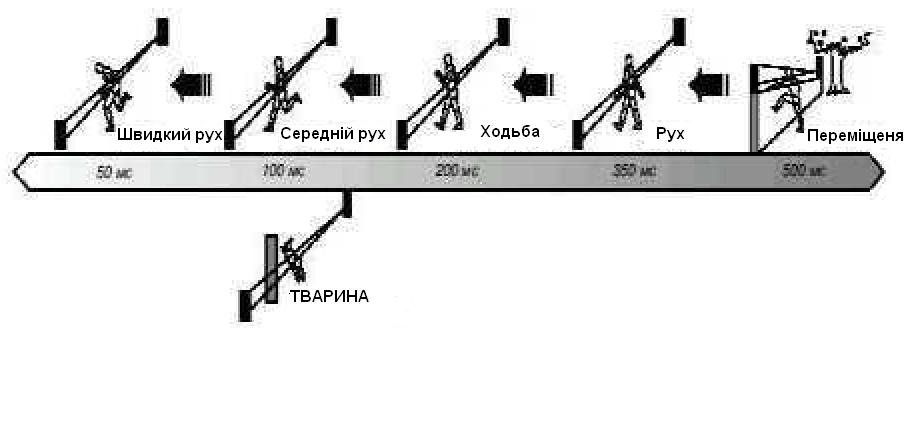 Швидкий рух
Середній рух
Ходьба
Рух
Переміщеня
50 мс
100 мс
200 мс
350 мс
500 мс
ТВАРИНА